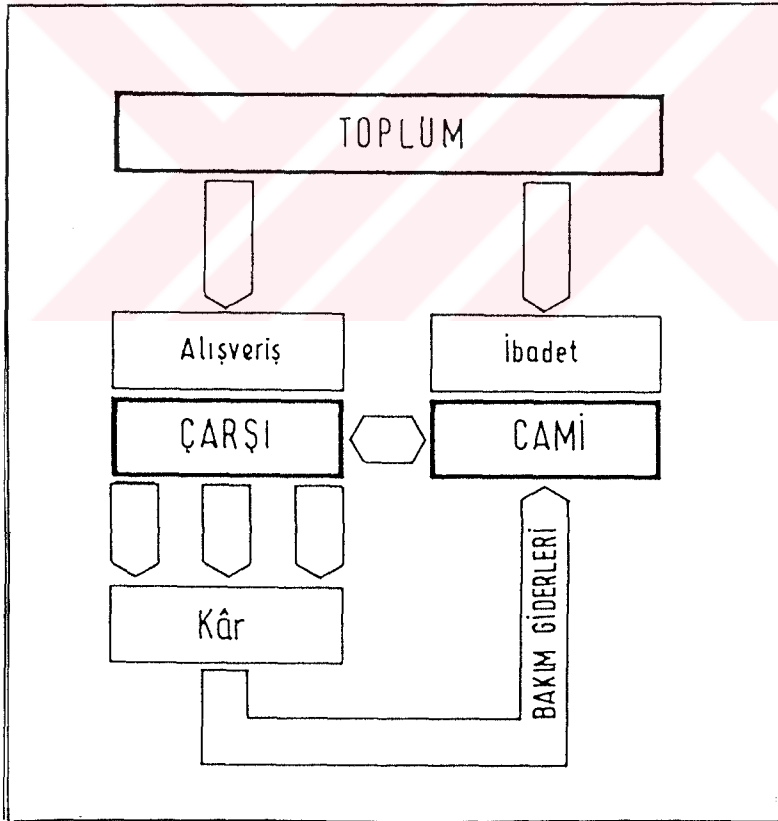 TOPLUM
Alışveriş
İbadet
ÇARŞI
CAMİ
Kâr
BAKIM GİDERLERİ